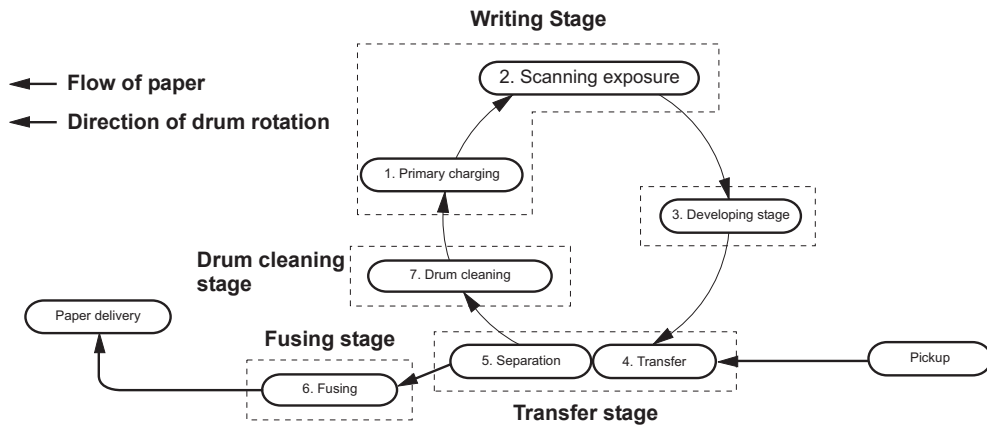 Writing Stage
Flow of paper
Direction of drum rotation
2. Scanning exposure
1. Primary charging
3. Developing stage
Drum cleaning
stage
7. Drum cleaning
Paper delivery
Fusing stage
5. Separation
4. Transfer
Pickup
6. Fusing
Transfer stage